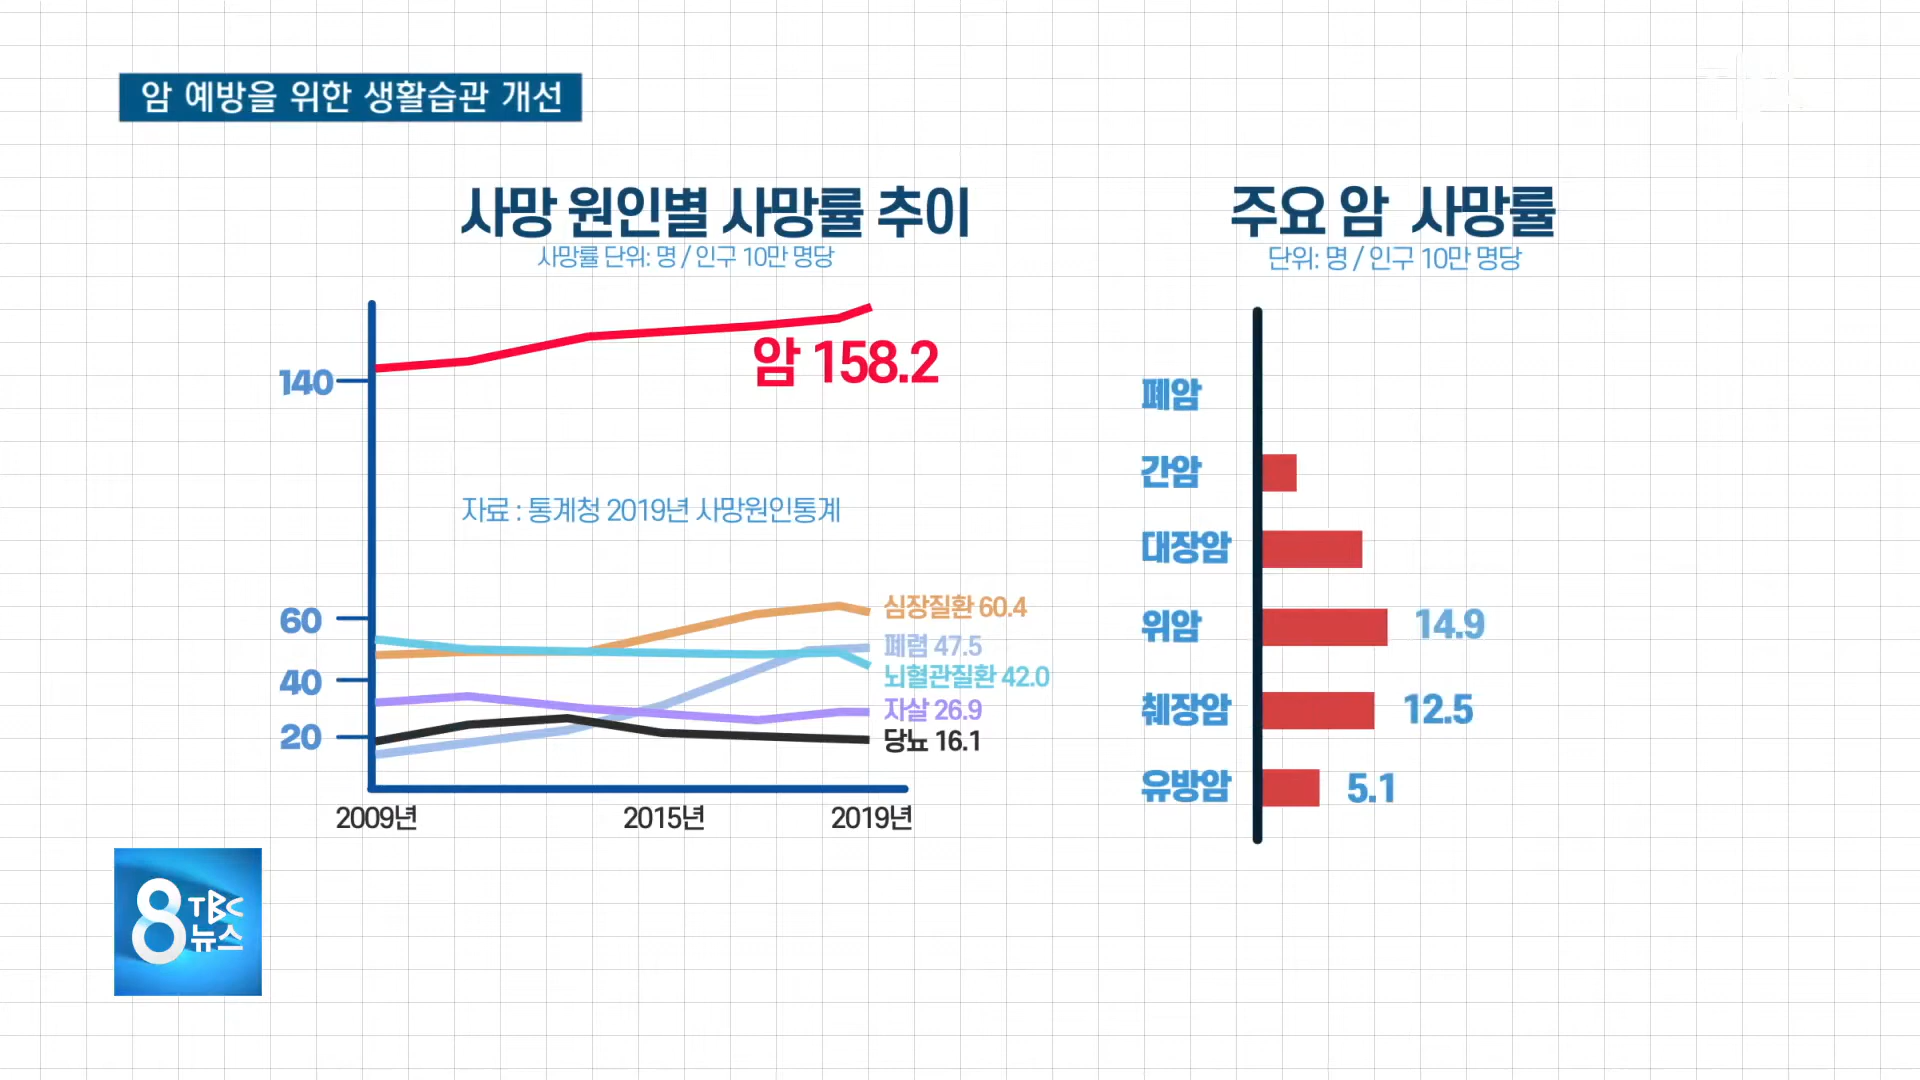 암 예방을 위한 생활습관 개선
사망 원인별 사망률 추이
사망률 단위: 명 / 인구 10만 명당
140
60
40
20
암 158.2
자료 : 통계청 2019년 사망원인통계
심장질환 60.4
폐렴 47.5
뇌혈관질환 42.0
자살 26.9
당뇨 16.1
2009년
2015년
2019년
주요 암 사망률
단위: 명 / 인구 10만 명당
폐암
간암
대장암
위암 14.9
췌장암 12.5
유방암 5.1
8 TBC
뉴스